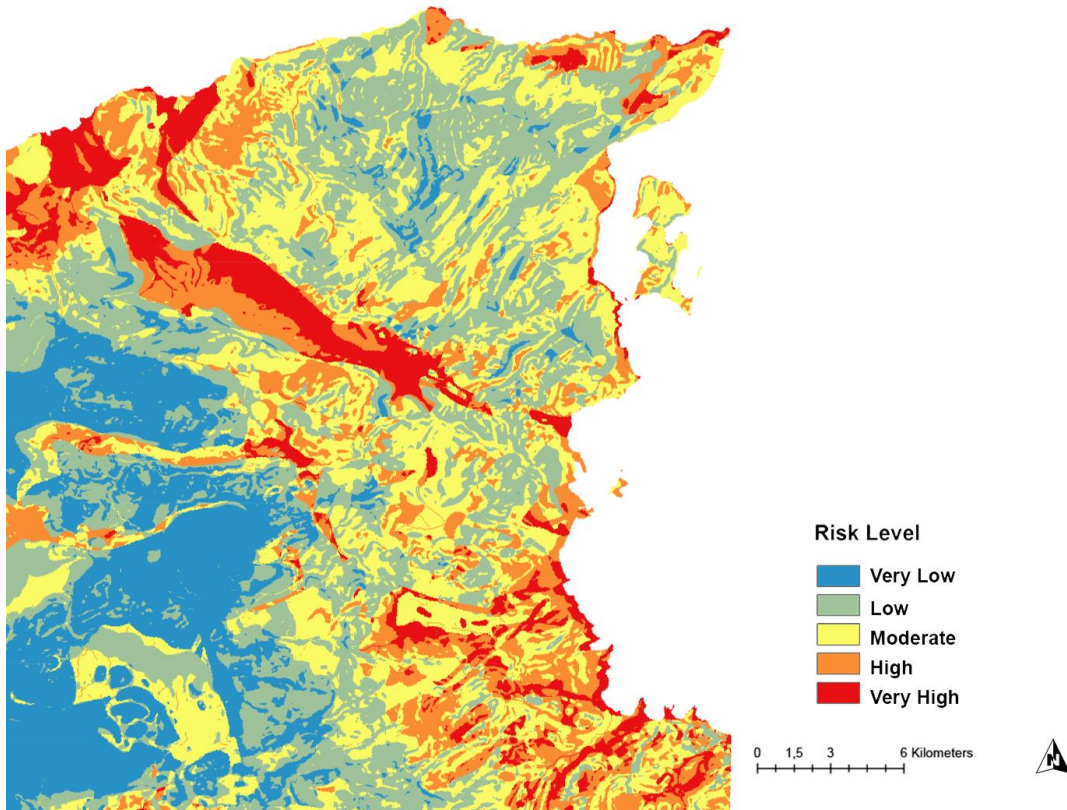 Risk Level
Very Low
Low
Moderate
High
Very High
0 1,5 3 6 Kilometers
N